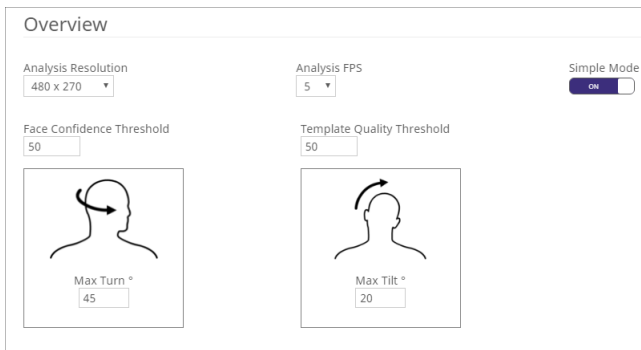 Overview
Analysis Resolution
480 x 270
Analysis FPS
5
Simple Mode
ON
Face Confidence Threshold
50
Template Quality Threshold
50
Max Turn °
45
Max Tilt °
20